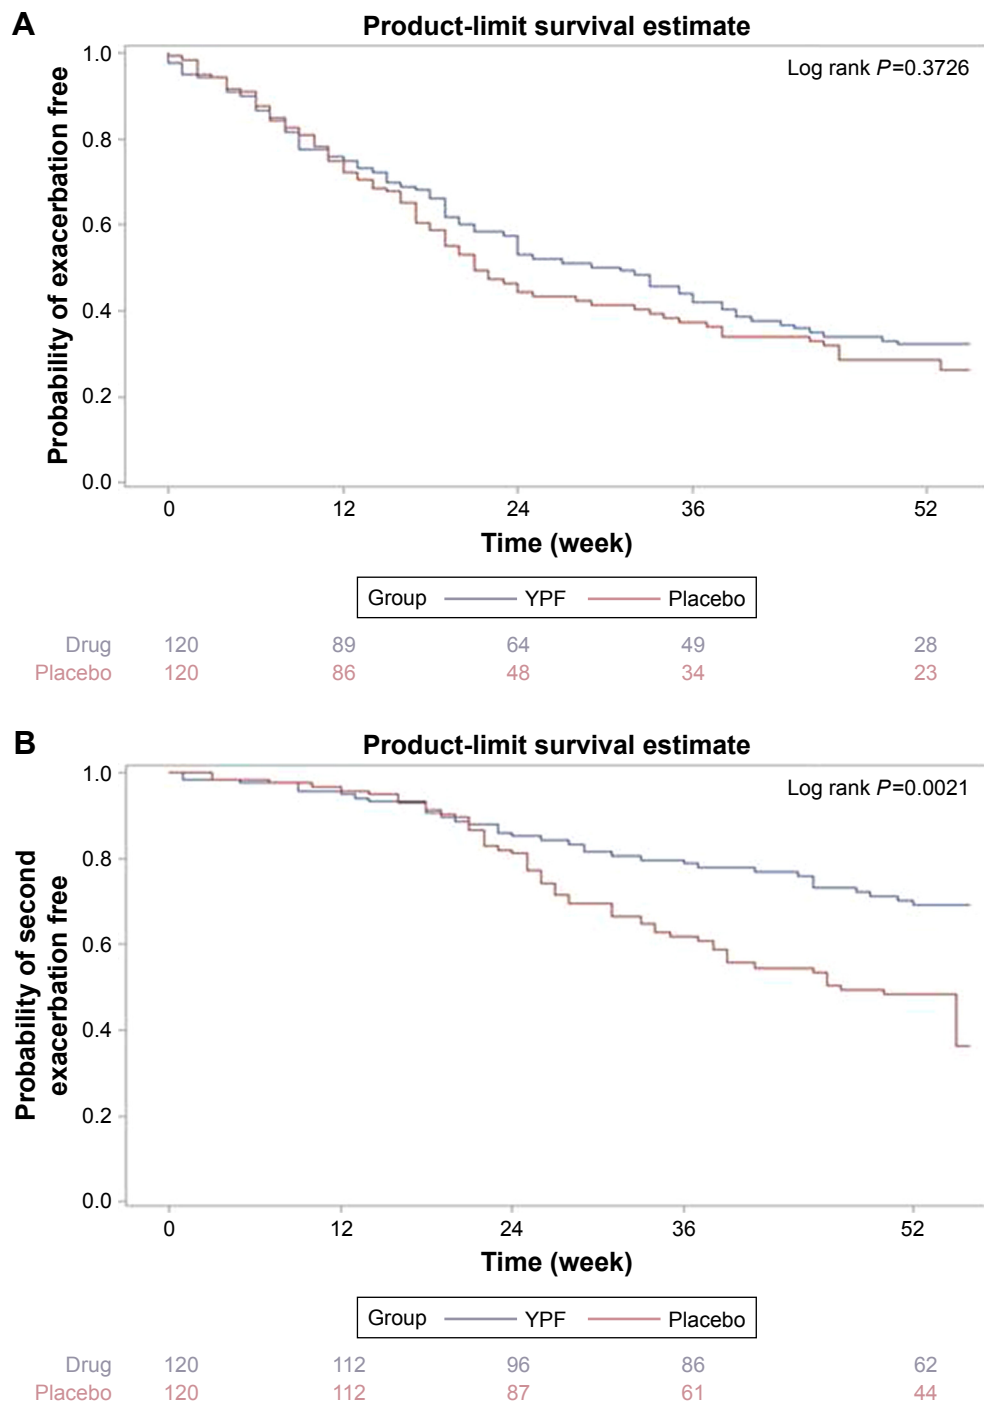 A
Product-limit survival estimate
Log rank P=0.3726
Probability of exacerbation free
1.0
0.8
0.6
0.4
0.2
0.0
0 12 24 36 52
Time (week)
Group YPF Placebo
Drug 120 89 64 49 28
Placebo 120 86 48 34 23
B
Product-limit survival estimate
Log rank P=0.0021
Probability of second
exacerbation free
1.0
0.8
0.6
0.4
0.2
0.0
0 12 24 36 52
Time (week)
Group YPF Placebo
Drug 120 112 96 86 62
Placebo 120 112 87 61 44